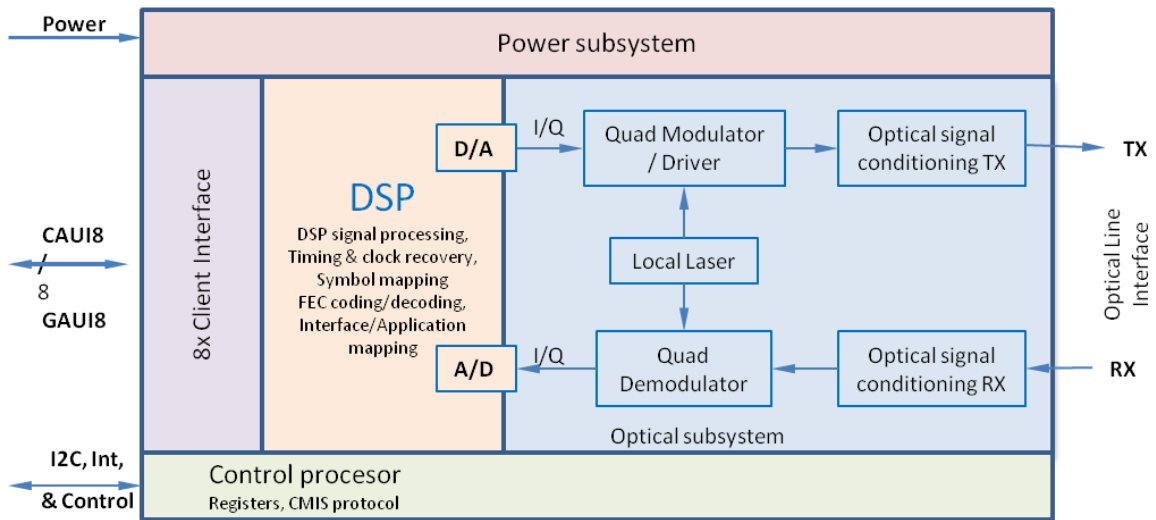 Power
Power subsystem
8x Client Interface
D/A
I/Q
Quad Modulator
/ Driver
Optical signal
conditioning TX
TX
DSP
DSP signal processing,
Timing & clock recovery,
Symbol mapping
FEC coding/decoding,
Interface/Application
mapping
CAUI8
/
8
GAUI8
Local Laser
Optical Line
Interface
A/D
I/Q
Quad
Demodulator
Optical signal
conditioning RX
RX
Optical subsystem
I2C, Int,
& Control
Control procesor
Registers, CMIS protocol